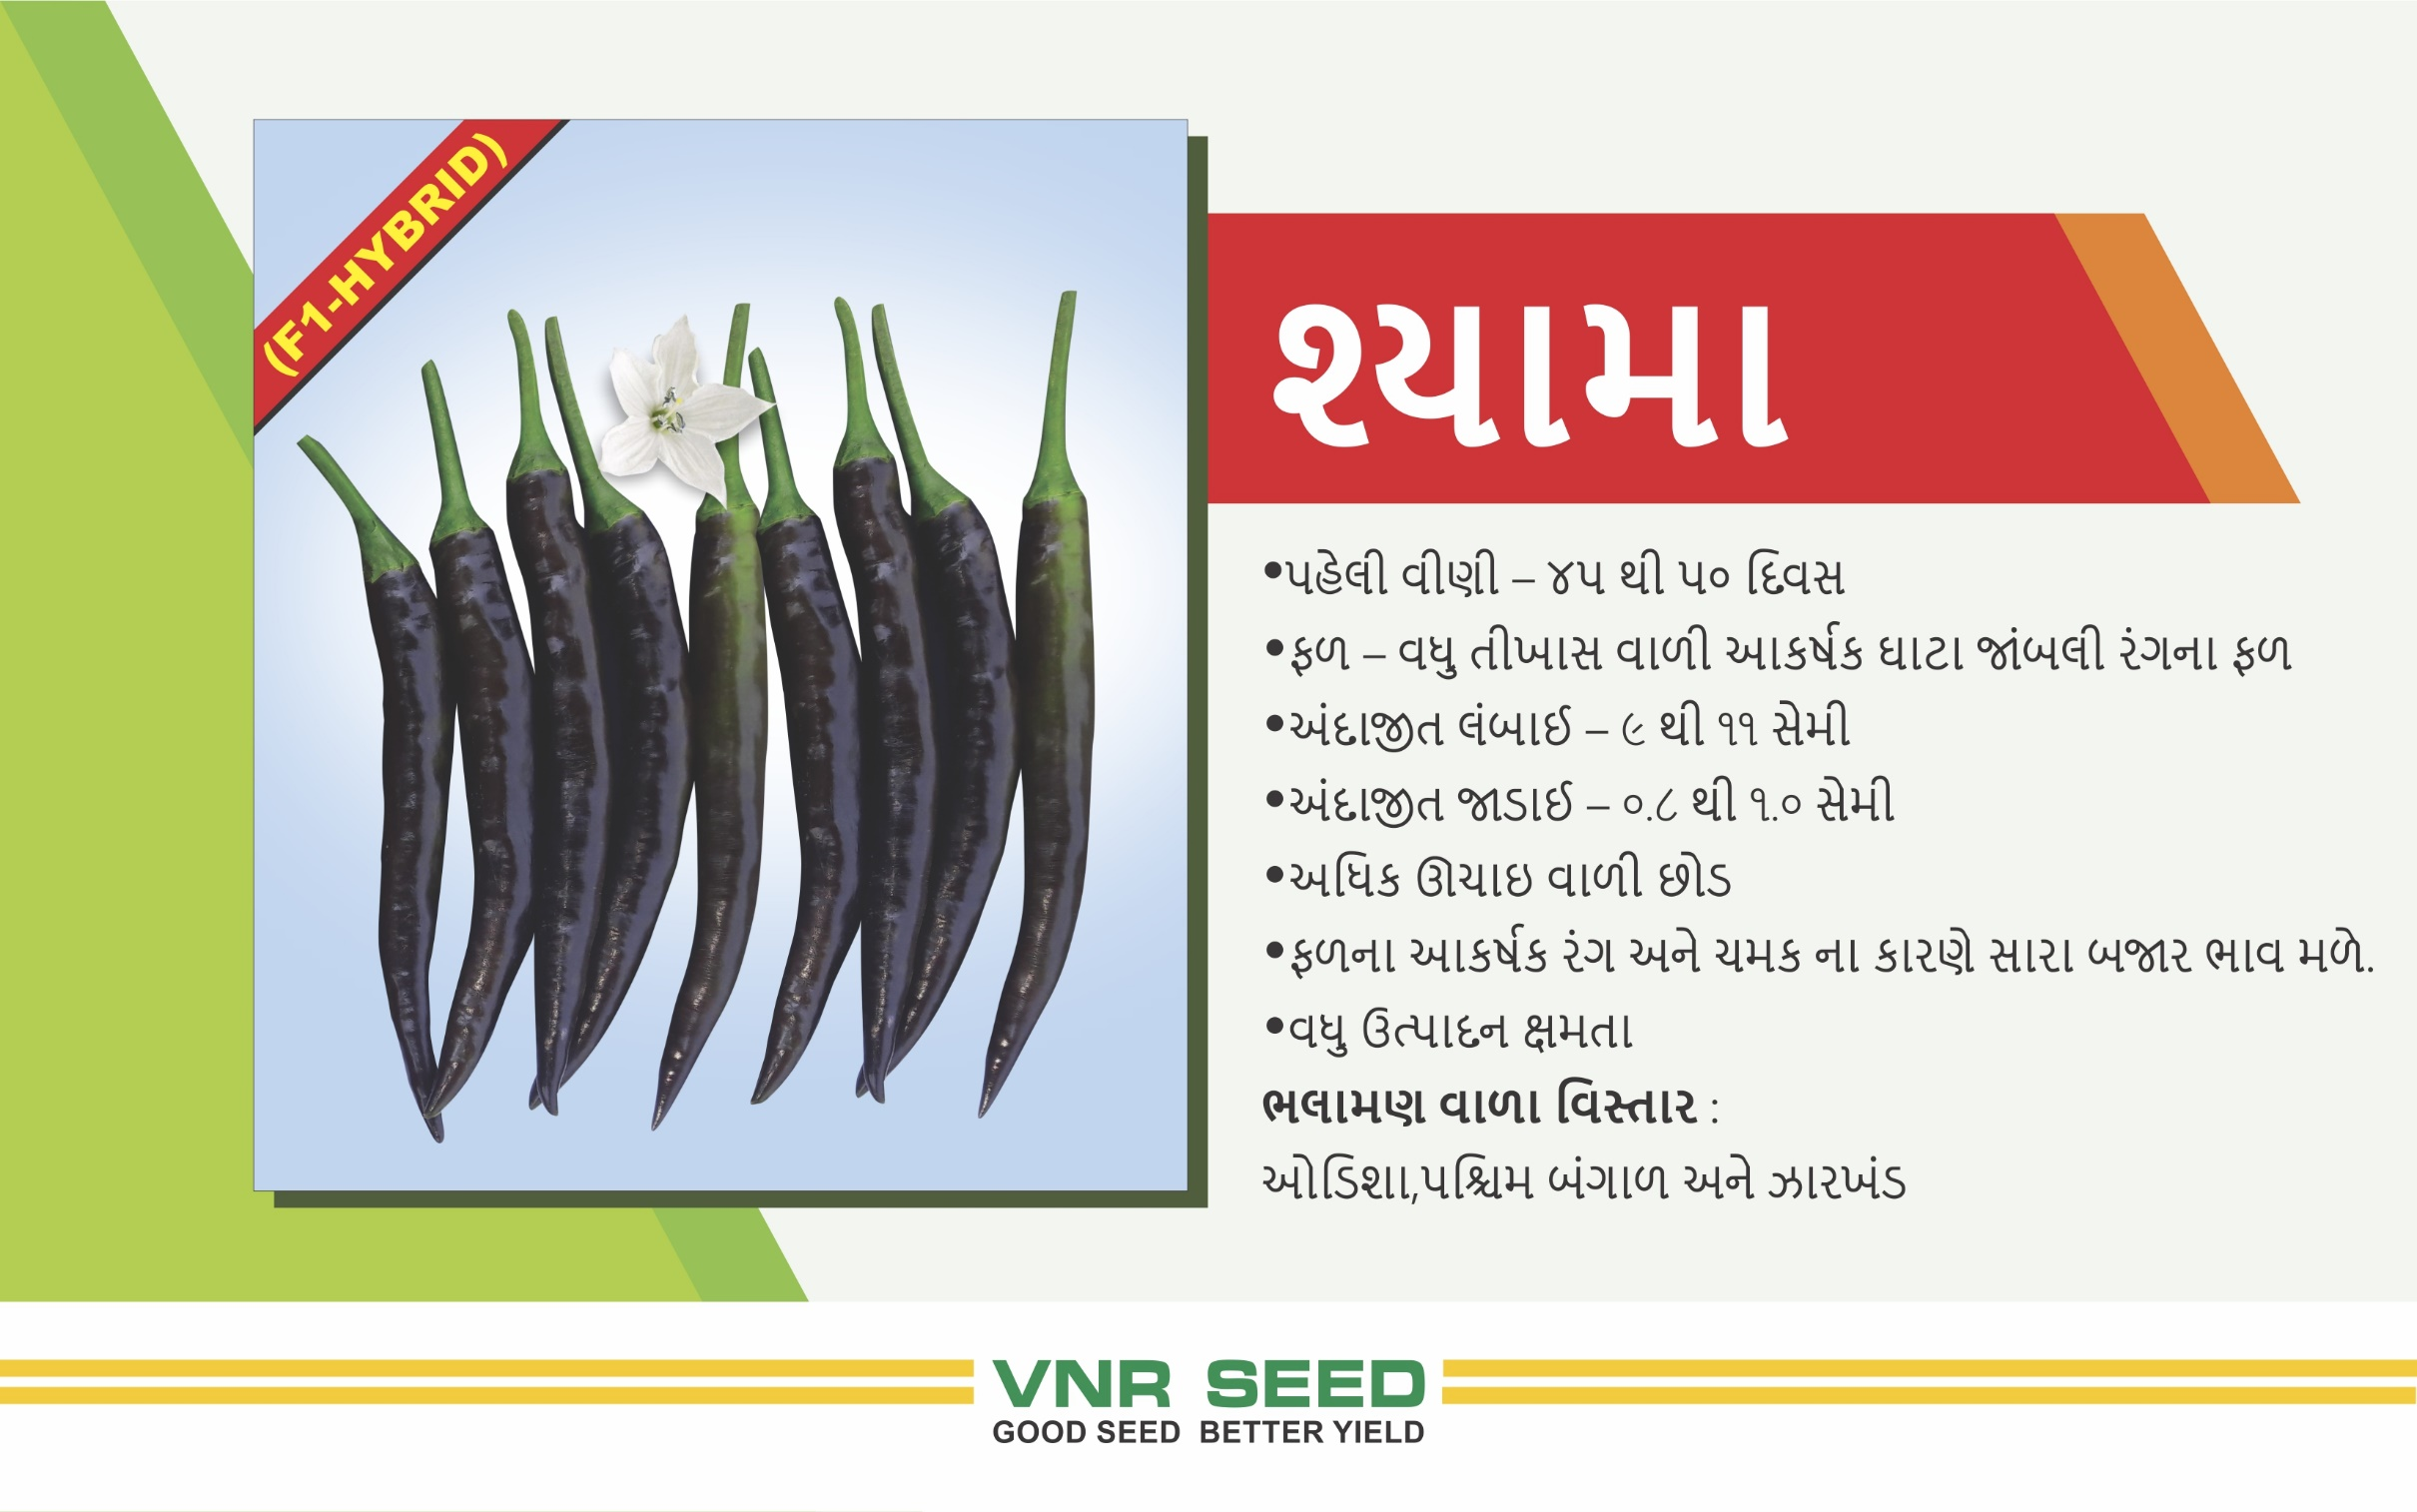 (F1-HYBRID)
શ્યામા
•પહેલી વીણી – ૪૫ થી ૫૦ દિવસ
•ફળ – વધુ તીખાસ વાળી આકર્ષક ઘાટા જાંબલી રંગના ફળ
•અંદાજીત લંબાઈ – ૯ થી ૧૧ સેમી
•અંદાજીત જાડાઈ – ૦.૮ થી ૧.૦ સેમી
•અધિક ઊચાઇ વાળી છોડ
•ફળના આકર્ષક રંગ અને ચમક ના કારણે સારા બજાર ભાવ મળે.
•વધુ ઉત્પાદન ક્ષમતા
ભલામણ વાળા વિસ્તાર :
ઓડિશા,પશ્ચિમ બંગાળ અને ઝારખંડ
VNR SEED
GOOD SEED BETTER YIELD